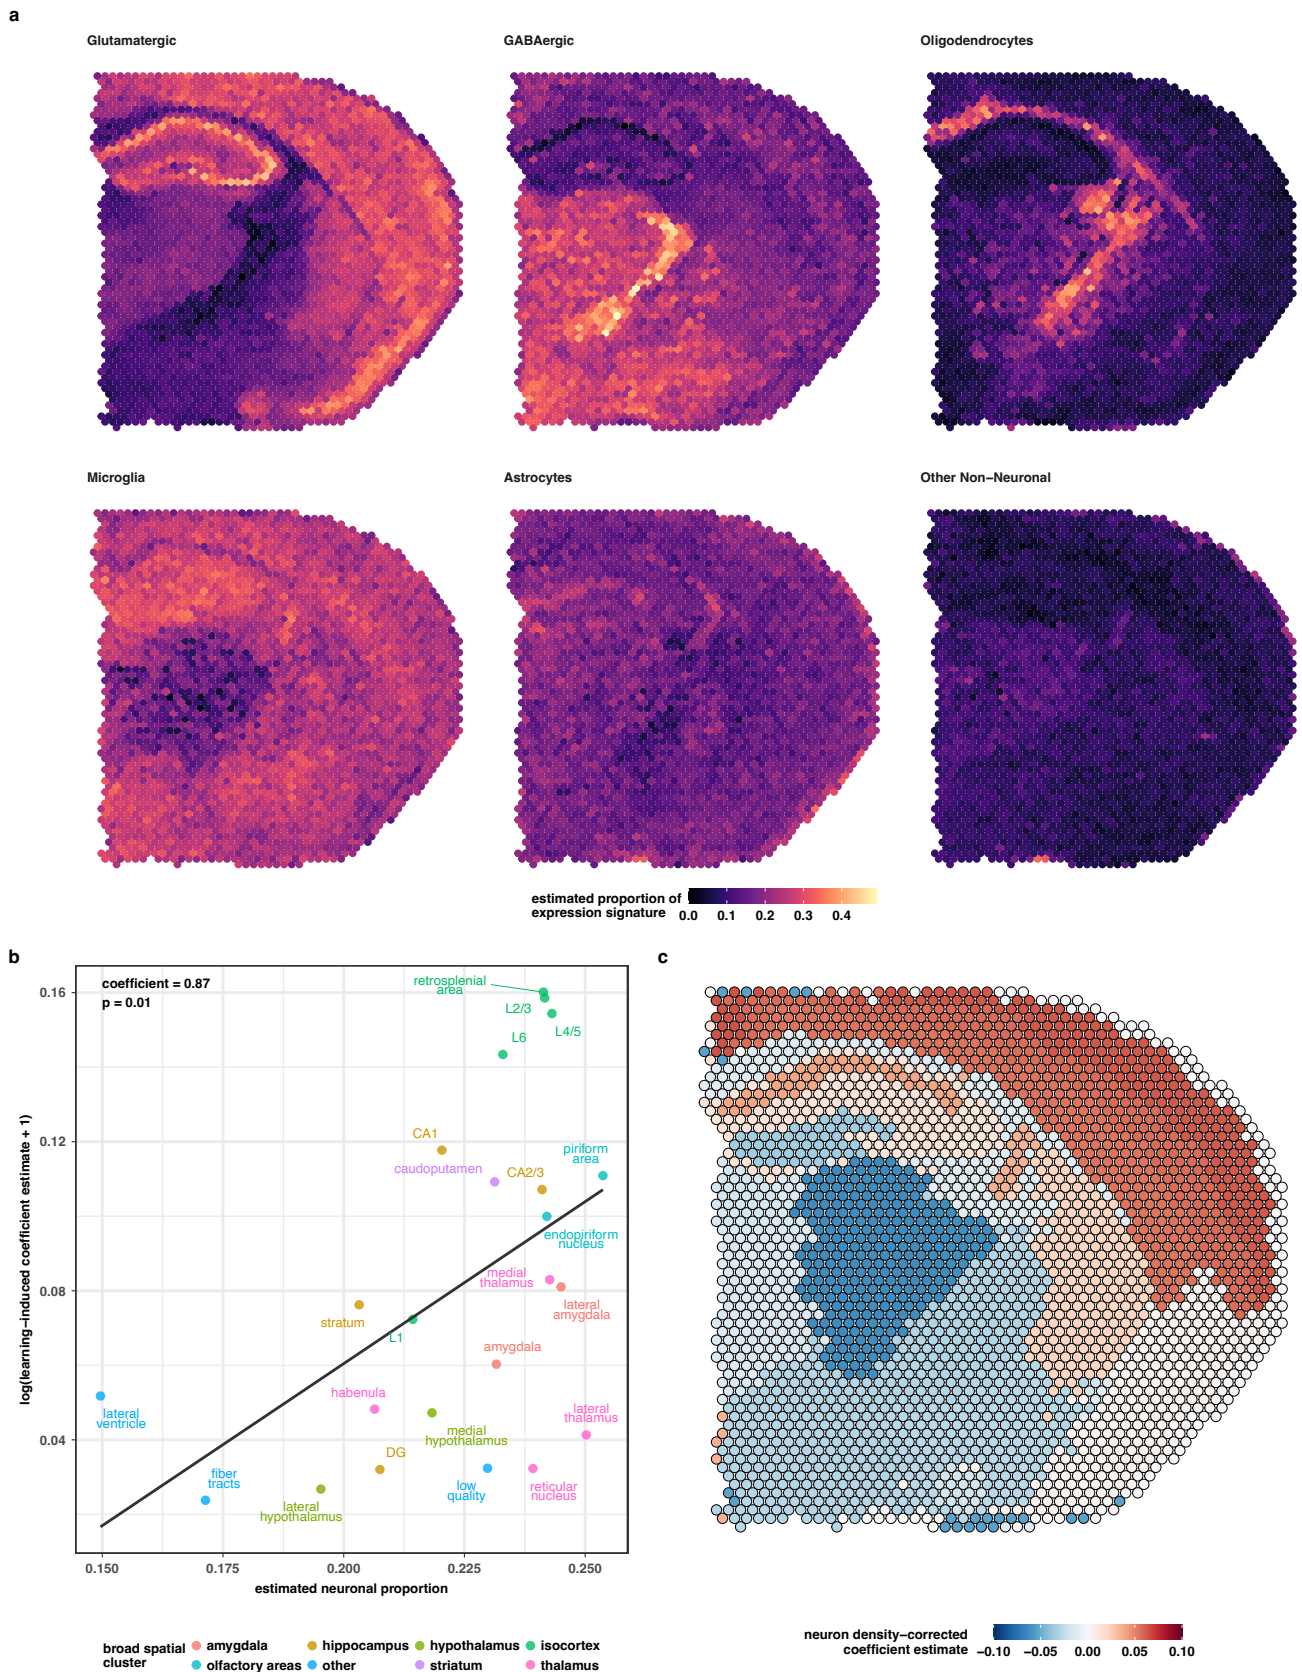 a
Glutamatergic
GABAergic
Oligodendrocytes
Microglia
Astrocytes
Other Non−Neuronal
estimated proportion of
expression signature
0.0 0.1 0.2 0.3 0.4
b
coefficient = 0.87
p = 0.01
log(learning−induced coefficient estimate + 1)
0.16
0.12
0.08
0.04
retrosplenial
area
L2/3
L4/5
L6
CA1
caudoputamen
CA2/3
piriform
area
endopiriform
nucleus
medial
thalamus
lateral
amygdala
stratum
L1
amygdala
habenula
lateral
ventricle
medial
hypothalamus
lateral
thalamus
DG
fiber
tracts
low
quality
reticular
nucleus
lateral
hypothalamus
0.150 0.175 0.200 0.225 0.250
estimated neuronal proportion
broad spatial
cluster
amygdala
hippocampus
hypothalamus
isocortex
olfactory areas
other
striatum
thalamus
c
neuron density−corrected
coefficient estimate
−0.10 −0.05 0.00 0.05 0.10